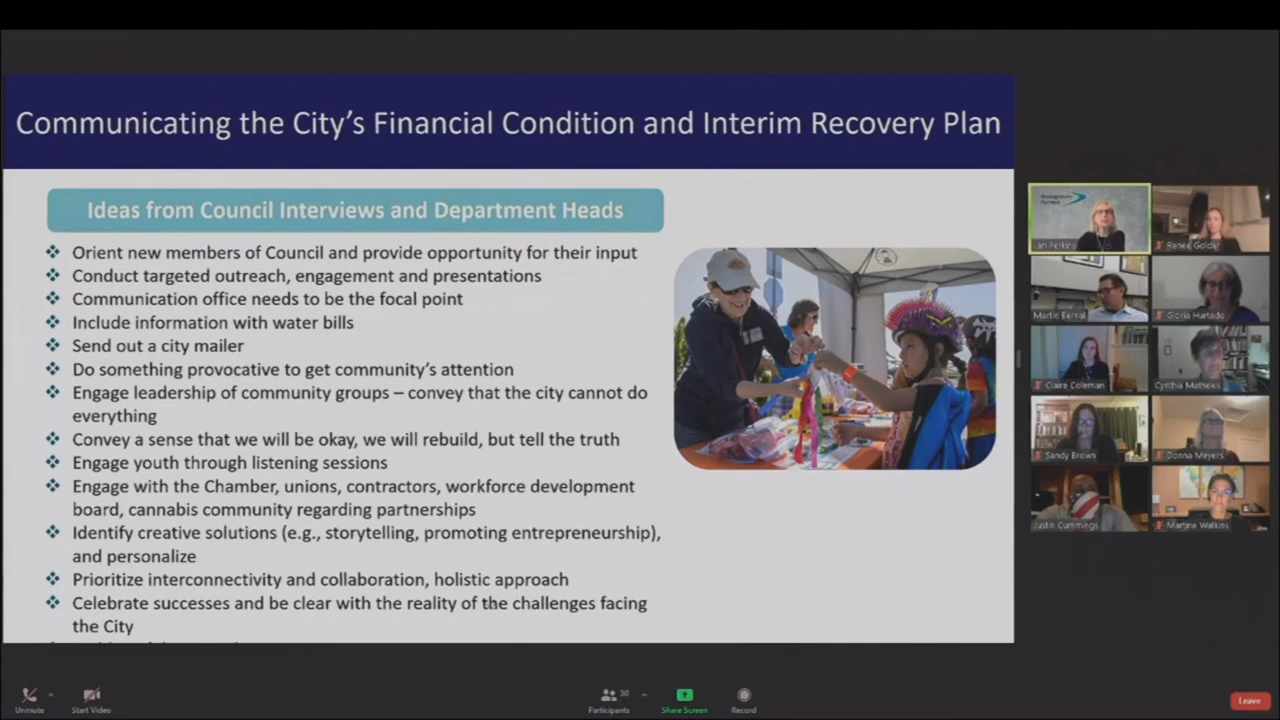 Communicating the City's Financial Condition and Interim Recovery Plan
Ideas from Council Interviews and Department Heads
❖ Orient new members of Council and provide opportunity for their input
❖ Conduct targeted outreach, engagement and presentations
❖ Communication office needs to be the focal point
❖ Include information with water bills
❖ Send out a city mailer
❖ Do something provocative to get community's attention
❖ Engage leadership of community groups – convey that the city cannot do
everything
❖ Convey a sense that we will be okay, we will rebuild, but tell the truth
❖ Engage youth through listening sessions
❖ Engage with the Chamber, unions, contractors, workforce development
board, cannabis community regarding partnerships
❖ Identify creative solutions (e.g., storytelling, promoting entrepreneurship),
and personalize
❖ Prioritize interconnectivity and collaboration, holistic approach
❖ Celebrate successes and be clear with the reality of the challenges facing
the City
Management
Partners
Jan Perkins
Renee Golder
Martin Bernal
Gloria Hurtado
Claire Coleman
Cynthia Mathews
Sandy Brown
Donna Meyers
Justin Cummings
Martine Watkins
Unmute
Start Video
Participants
30
Share Screen
Record
Leave